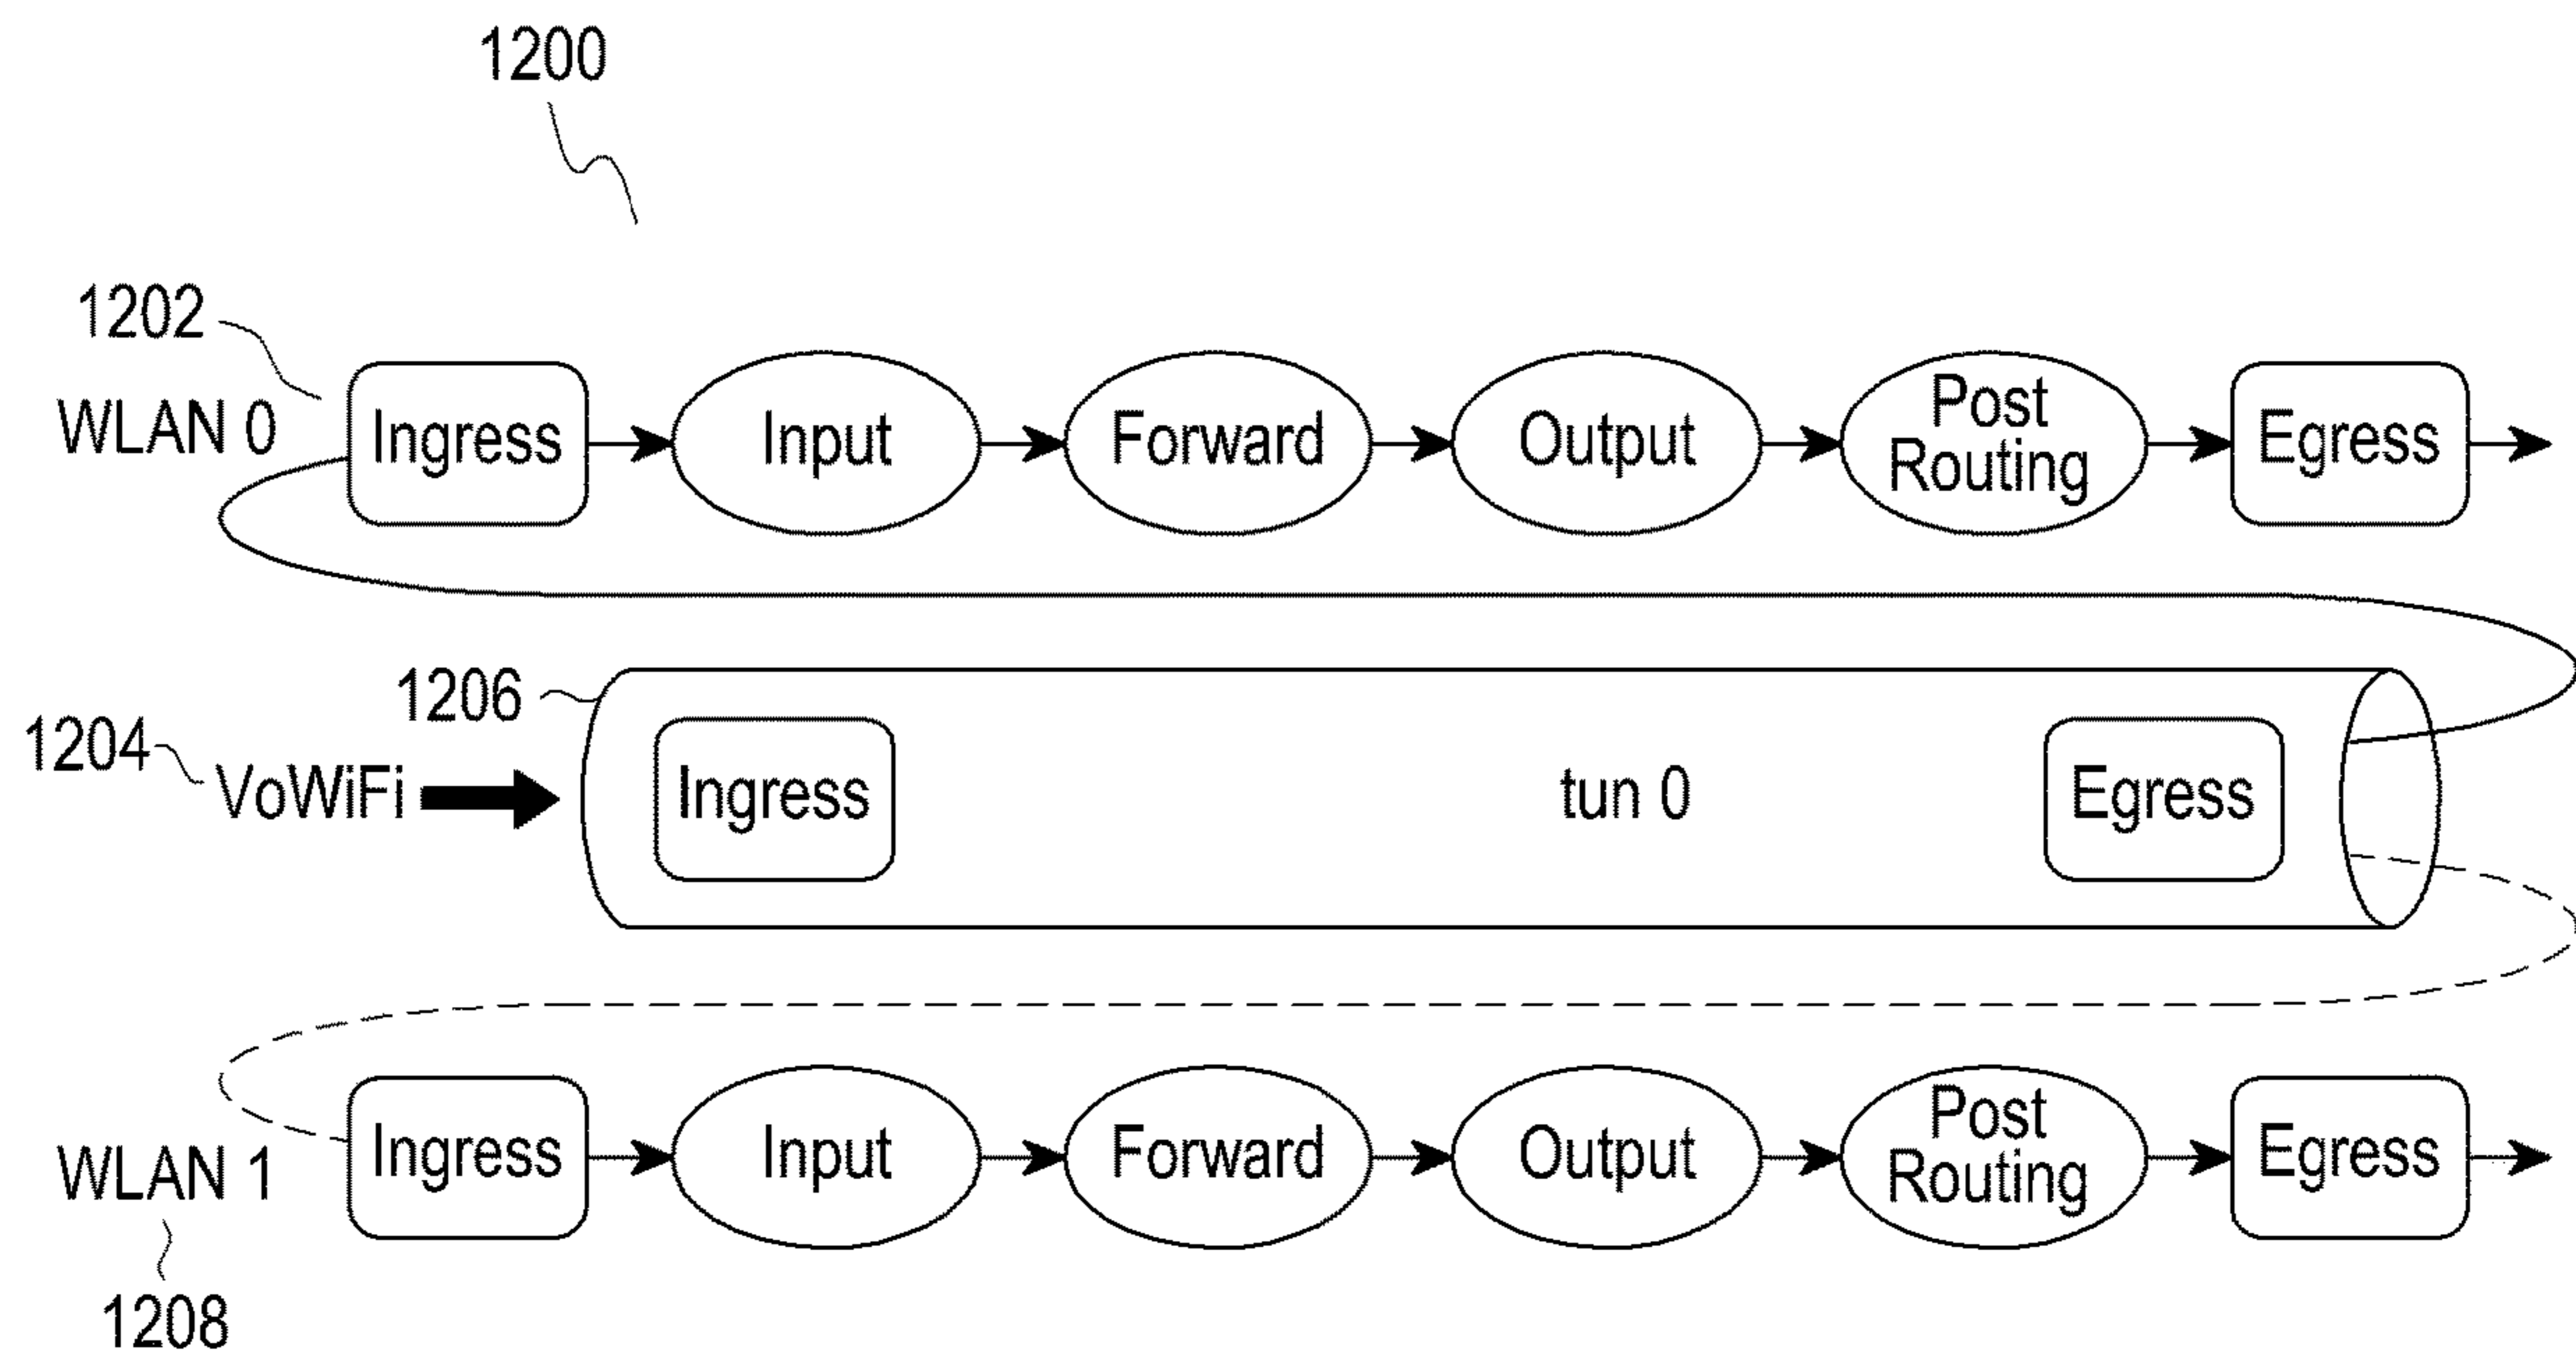 1200
1202
WLAN 0
Ingress
Input
Forward
Output
Post
Routing
Egress
1206
1204
VoWiFi
Ingress
tun 0
Egress
WLAN 1
Ingress
Input
Forward
Output
Post
Routing
Egress
1208